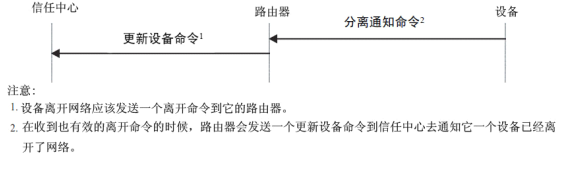 信任中心 路由器 设备
分离通知命令2
更新设备命令1
注意：
1. 设备离开网络应该发送一个离开命令到它的路由器。
2. 在收到也有效的离开命令的时候，路由器会发送一个更新设备命令到信任中心去通知它一个设备已经离
开了网络。